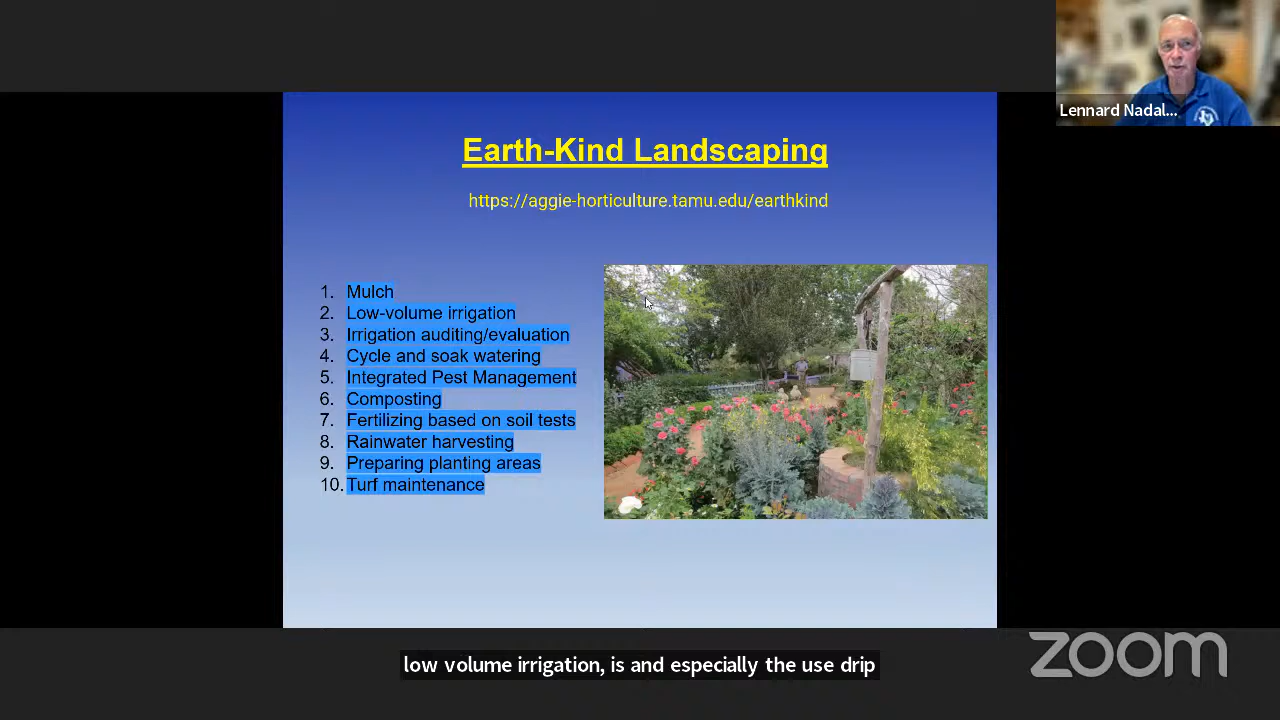 Lennard Nadal...
Earth-Kind Landscaping
https://aggie-horticulture.tamu.edu/earthkind
1. Mulch
2. Low-volume irrigation
3. Irrigation auditing/evaluation
4. Cycle and soak watering
5. Integrated Pest Management
6. Composting
7. Fertilizing based on soil tests
8. Rainwater harvesting
9. Preparing planting areas
10. Turf maintenance
low volume irrigation, is and especially the use drip
zoom